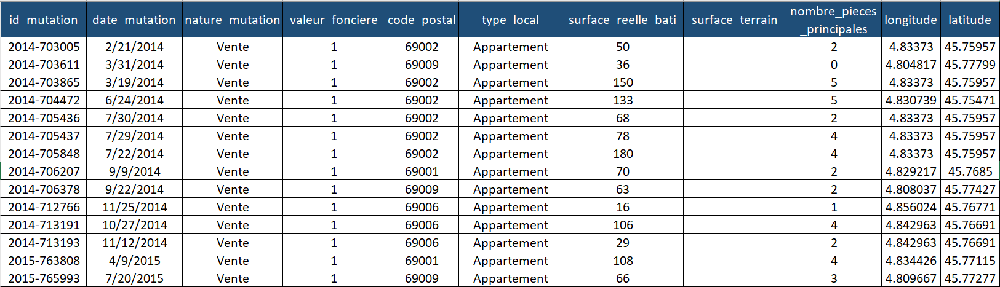 id_mutation date_mutation nature_mutation valeur_fonciere code_postal type_local surface_reelle_bati surface_terrain nombre_pieces_principales longitude latitude
2014-703005 2/21/2014 Vente 1 69002 Appartement 50 2 4.83373 45.75957
2014-703611 3/31/2014 Vente 1 69009 Appartement 36 0 4.804817 45.77799
2014-703865 3/19/2014 Vente 1 69002 Appartement 150 5 4.83373 45.75957
2014-704472 6/24/2014 Vente 1 69002 Appartement 133 5 4.830739 45.75471
2014-705436 7/30/2014 Vente 1 69002 Appartement 68 2 4.83373 45.75957
2014-705437 7/29/2014 Vente 1 69002 Appartement 78 4 4.83373 45.75957
2014-705848 7/22/2014 Vente 1 69002 Appartement 180 4 4.83373 45.75957
2014-706207 9/9/2014 Vente 1 69001 Appartement 70 2 4.829217 45.7685
2014-706378 9/22/2014 Vente 1 69009 Appartement 63 2 4.808037 45.77427
2014-712766 11/25/2014 Vente 1 69006 Appartement 16 1 4.856024 45.76771
2014-713191 10/27/2014 Vente 1 69006 Appartement 106 4 4.842963 45.76691
2014-713193 11/12/2014 Vente 1 69006 Appartement 29 2 4.842963 45.76691
2015-763808 4/9/2015 Vente 1 69001 Appartement 108 4 4.834426 45.77115
2015-765993 7/20/2015 Vente 1 69009 Appartement 66 3 4.809667 45.77277